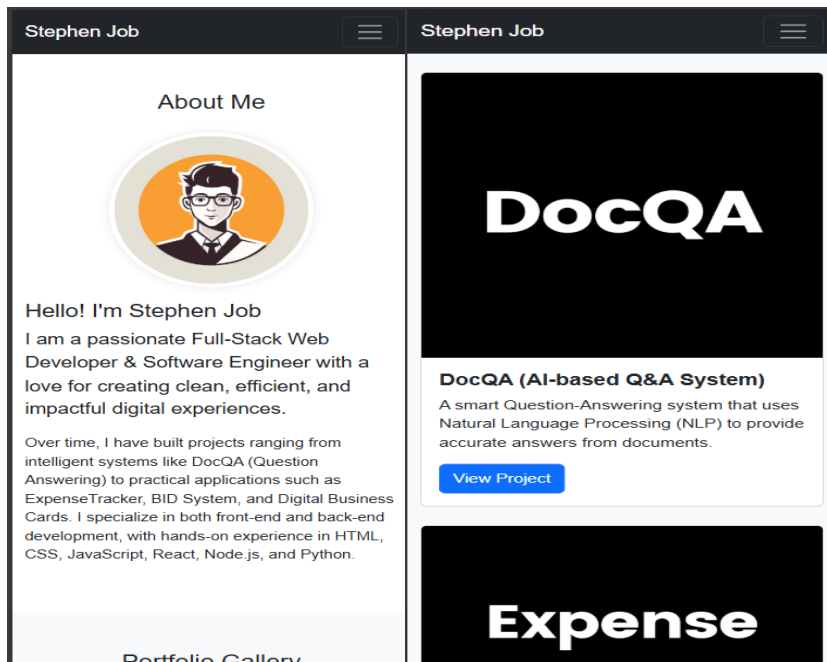 Stephen Job
About Me
Hello! I'm Stephen Job
I am a passionate Full-Stack Web
Developer & Software Engineer with a
love for creating clean, efficient, and
impactful digital experiences.
Over time, I have built projects ranging from
intelligent systems like DocQA (Question
Answering) to practical applications such as
ExpenseTracker, BID System, and Digital Business
Cards. I specialize in both front-end and back-end
development, with hands-on experience in HTML,
CSS, JavaScript, React, Node.js, and Python.
Portfolio Gallery
Stephen Job
DocQA
DocQA (AI-based Q&A System)
A smart Question-Answering system that uses
Natural Language Processing (NLP) to provide
accurate answers from documents.
View Project
Expense